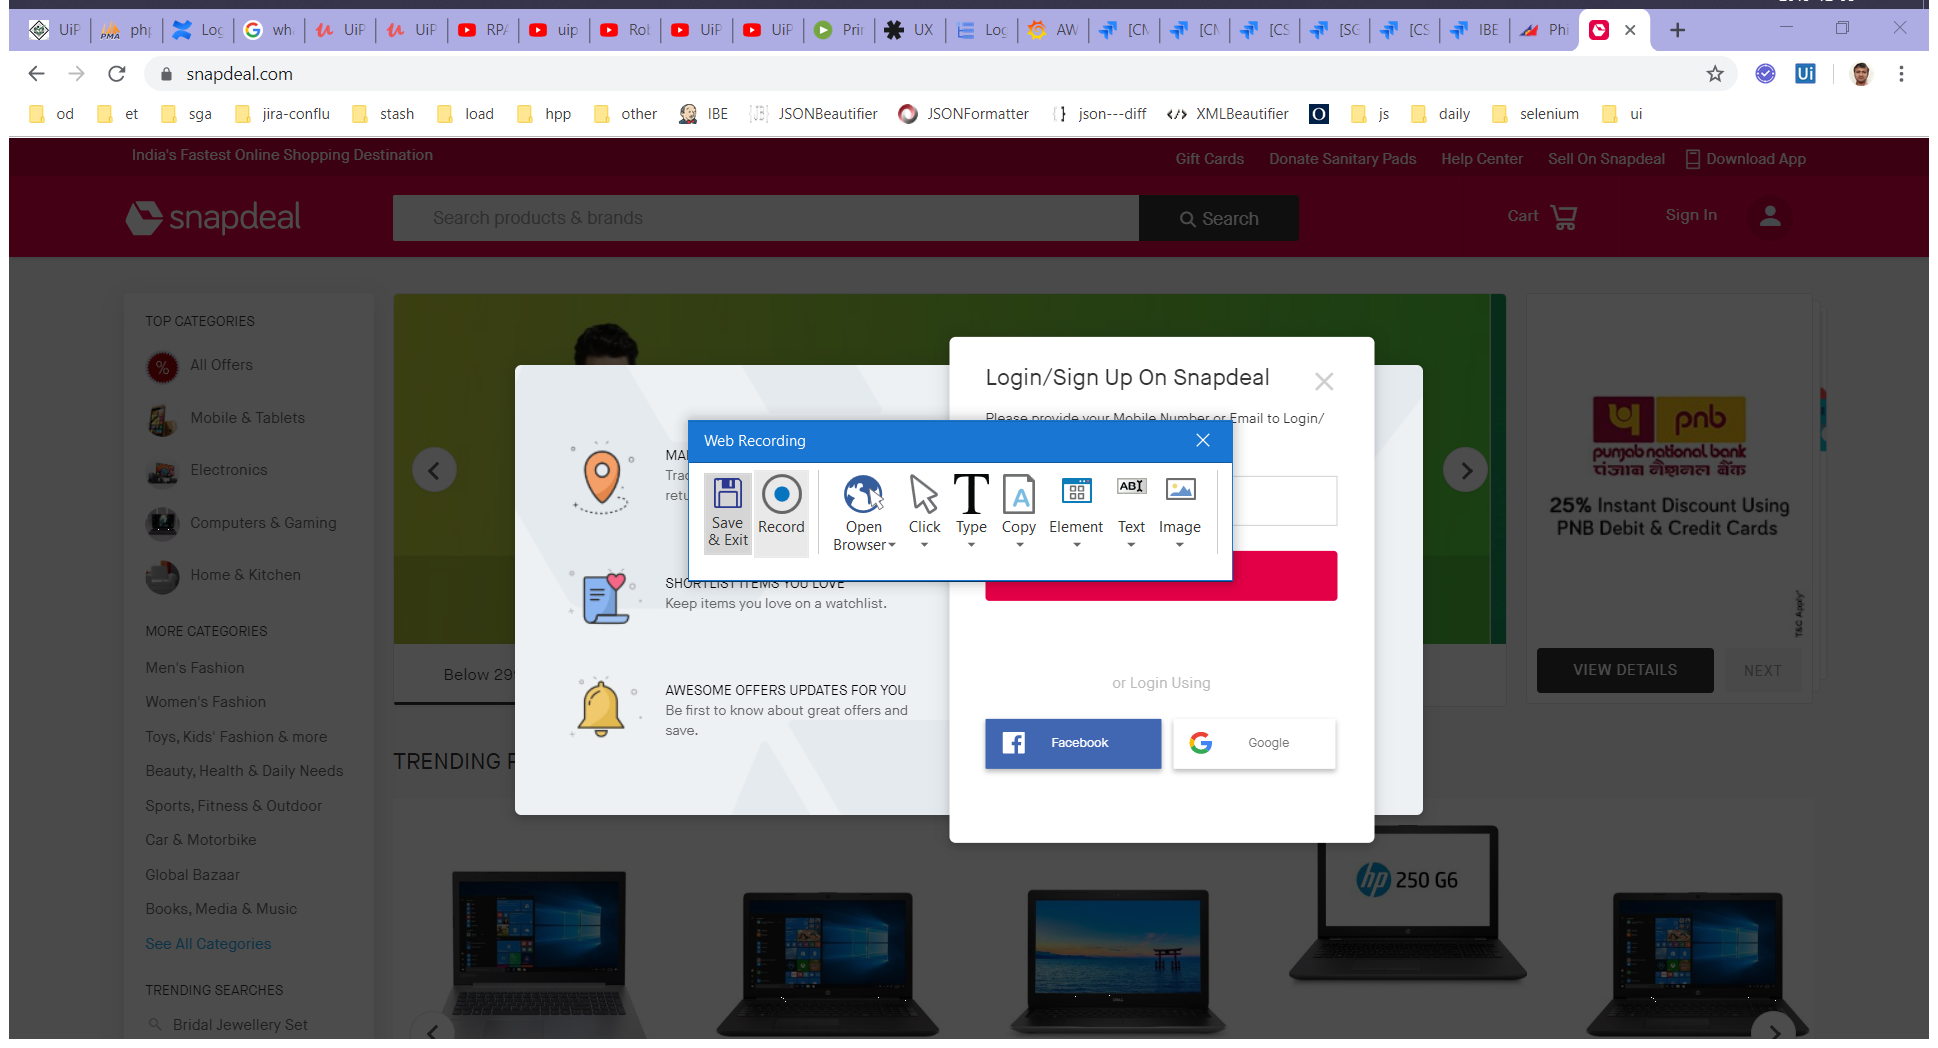 UiP
php
Log
wh
UiP
UiP
RPA
uip
Rob
UiP
UiP
Prin
UX
Log
AW
[CM
[CM
[CS
[SG
[CS
IBE
Phi
snapdeal.com
Ui
od
et
sga
jira-conflu
stash
load
hpp
other
IBE
JSONBeautifier
JSONFormatter
json---diff
XMLBeautifier
js
daily
selenium
ui
India's Fastest Online Shopping Destination
Gift Cards
Donate Sanitary Pads
Help Center
Sell On Snapdeal
Download App
snapdeal
Search products & brands
Search
Cart
Sign In
TOP CATEGORIES
All Offers
Mobile & Tablets
Electronics
Computers & Gaming
Home & Kitchen
MORE CATEGORIES
Men's Fashion
Women's Fashion
Toys, Kids' Fashion & more
Beauty, Health & Daily Needs
Sports, Fitness & Outdoor
Car & Motorbike
Global Bazaar
Books, Media & Music
See All Categories
TRENDING SEARCHES
Bridal Jewellery Set
Below 29
TRENDING P
MA
Trac
retu
SHORTLIST ITEMS YOU LOVE
Keep items you love on a watchlist.
AWESOME OFFERS UPDATES FOR YOU
Be first to know about great offers and
save.
Login/Sign Up On Snapdeal
Please provide your Mobile Number or Email to Login/
Web Recording
Save
& Exit
Record
Open
Browser
Click
Type
Copy
Element
Text
Image
or Login Using
Facebook
Google
pnb
punjab national bank
ਪੰਜਾਬ ਨੈਸ਼ਨਲ ਬੈਂਕ
25% Instant Discount Using
PNB Debit & Credit Cards
T&C Apply*
VIEW DETAILS
NEXT
hp 250 G6